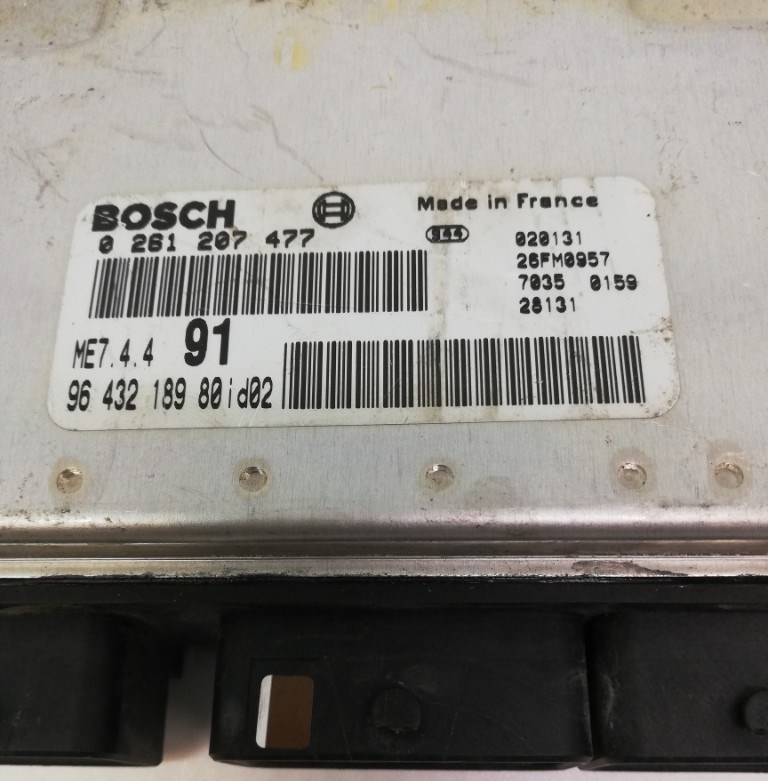 BOSCH
Made in France
0 261 207 477
944
020131
26FM0957
7035 0159
28131
ME7.4.4 91
96 432 189 80id02